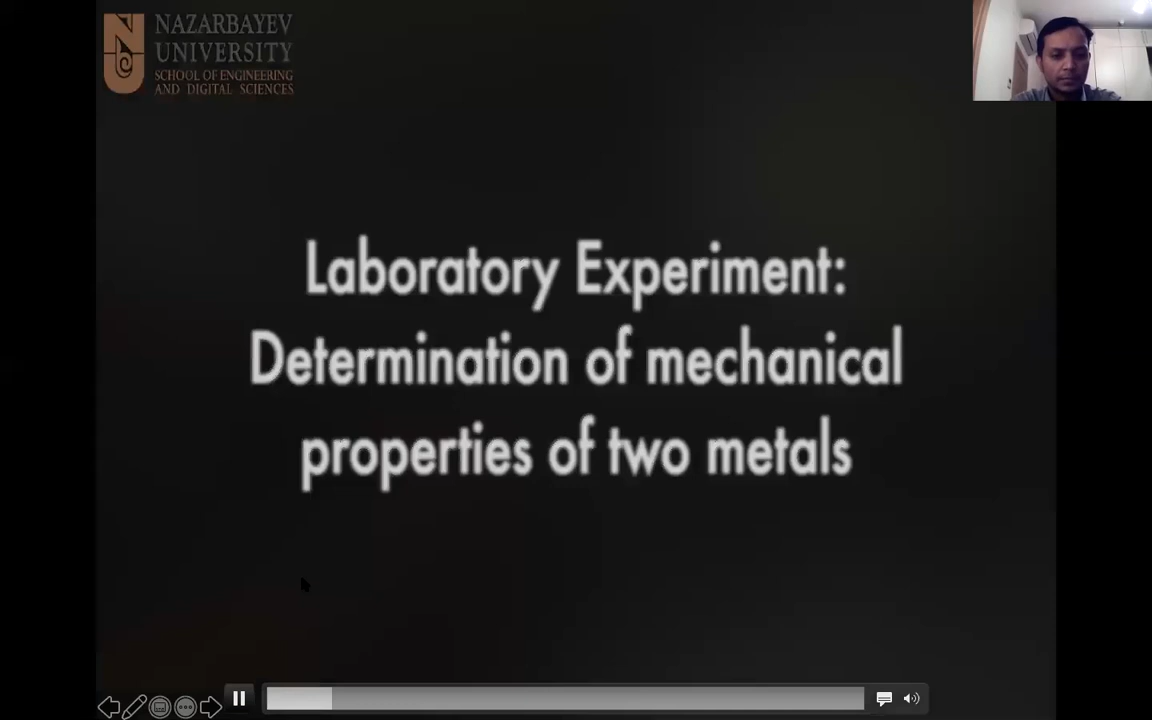 NAZARBAYEV
UNIVERSITY
SCHOOL OF ENGINEERING
AND DIGITAL SCIENCES
Laboratory Experiment:
Determination of mechanical
properties of two metals